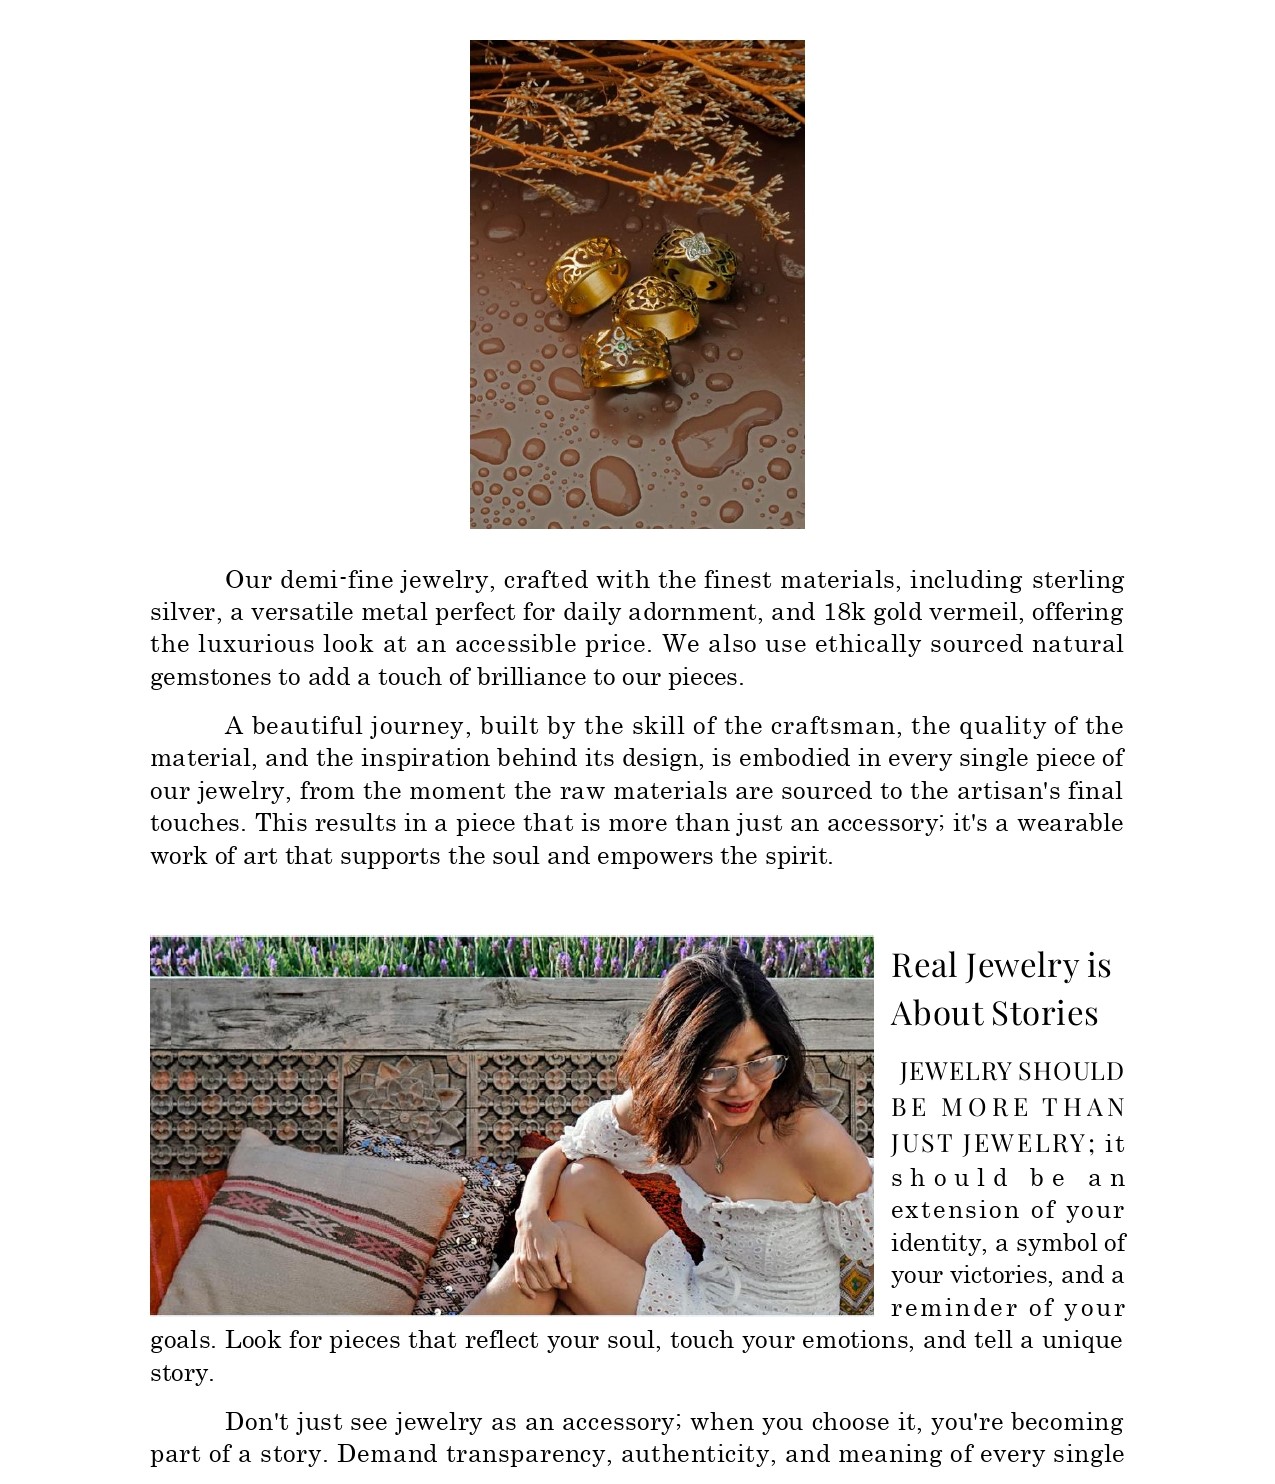 Our demi-fine jewelry, crafted with the finest materials, including sterling
silver, a versatile metal perfect for daily adornment, and 18k gold vermeil, offering
the luxurious look at an accessible price. We also use ethically sourced natural
gemstones to add a touch of brilliance to our pieces.
A beautiful journey, built by the skill of the craftsman, the quality of the
material, and the inspiration behind its design, is embodied in every single piece of
our jewelry, from the moment the raw materials are sourced to the artisan's final
touches. This results in a piece that is more than just an accessory; it's a wearable
work of art that supports the soul and empowers the spirit.
Real Jewelry is
About Stories
JEWELRY SHOULD
BE MORE THAN
JUST JEWELRY; it
should be an
extension of your
identity, a symbol of
your victories, and a
reminder of your
goals. Look for pieces that reflect your soul, touch your emotions, and tell a unique
story.
Don't just see jewelry as an accessory; when you choose it, you're becoming
part of a story. Demand transparency, authenticity, and meaning of every single